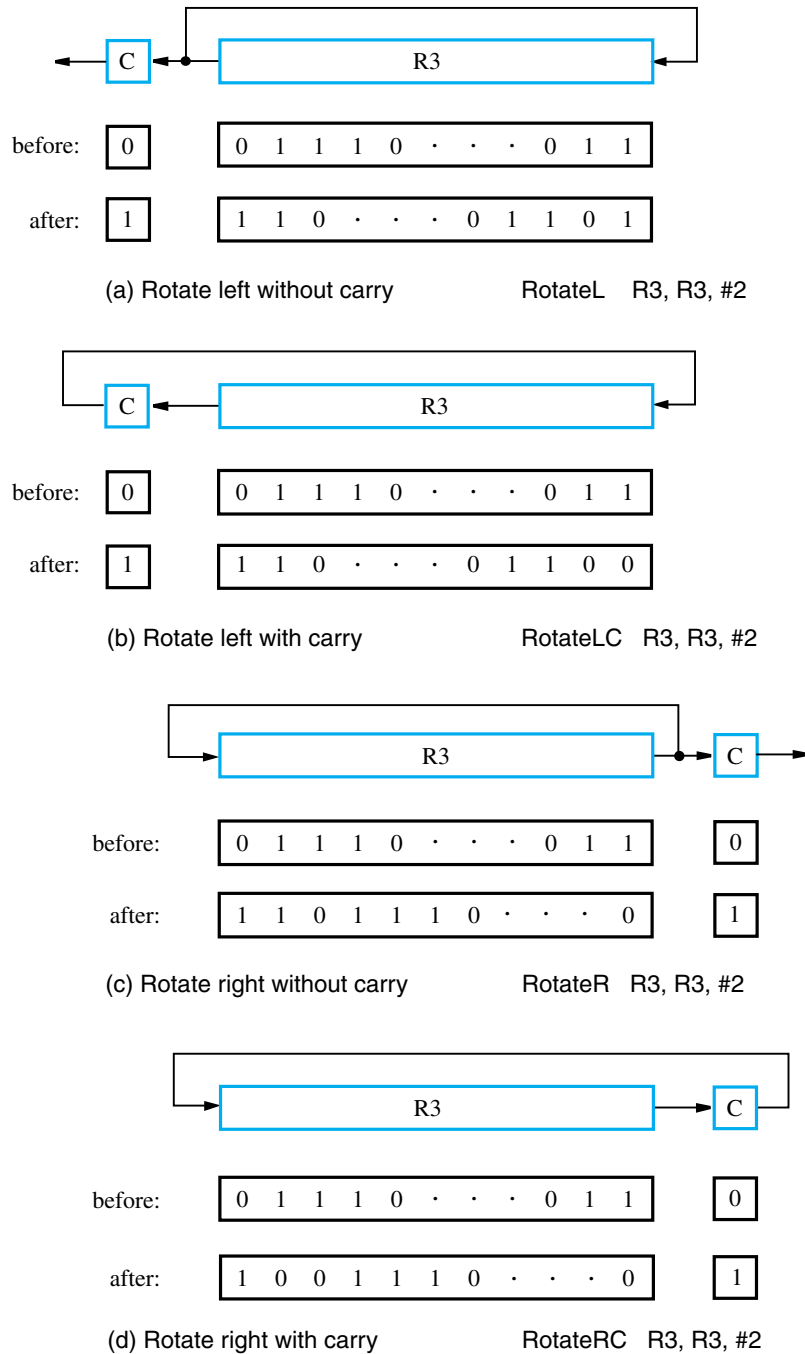 C R3
before: 0 0 1 1 1 0 · · · 0 1 1
after: 1 1 1 0 · · · 0 1 1 0 1
(a) Rotate left without carry RotateL R3, R3, #2
C R3
before: 0 0 1 1 1 0 · · · 0 1 1
after: 1 1 1 0 · · · 0 1 1 0 0
(b) Rotate left with carry RotateLC R3, R3, #2
R3 C
before: 0 1 1 1 0 · · · 0 1 1 0
after: 1 1 0 1 1 1 0 · · · 0 1
(c) Rotate right without carry RotateR R3, R3, #2
R3 C
before: 0 1 1 1 0 · · · 0 1 1 0
after: 1 0 0 1 1 1 0 · · · 0 1
(d) Rotate right with carry RotateRC R3, R3, #2